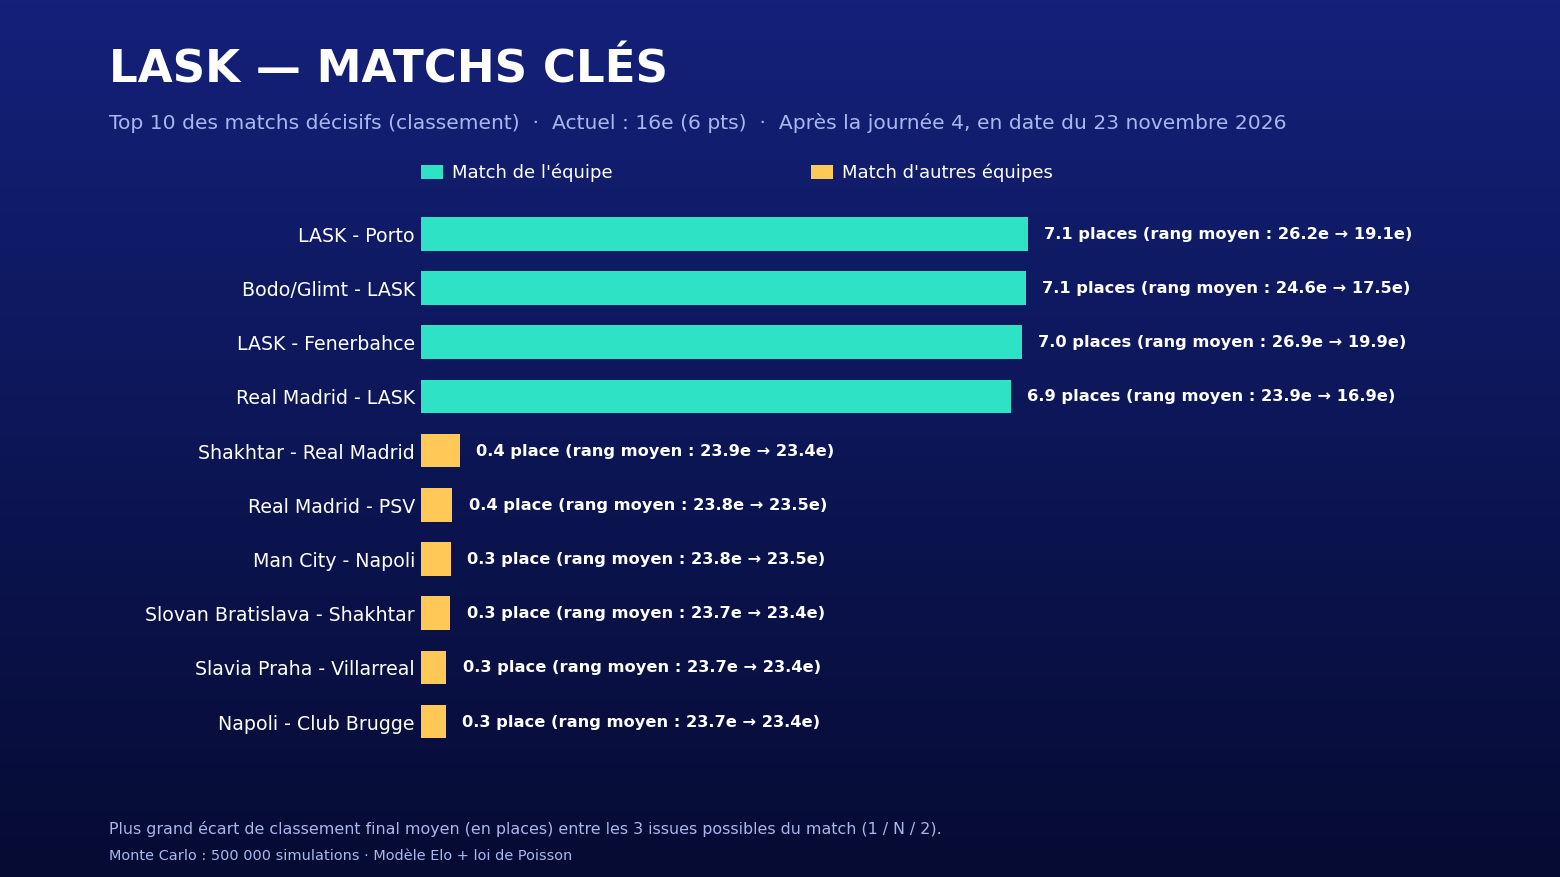 LASK — MATCHS CLÉS
Top 10 des matchs décisifs (classement)  ·  Actuel : 16e (6 pts)  ·  Après la journée 4, en date du 23 novembre 2026
Match de l'équipe
Match d'autres équipes
LASK - Porto 7.1 places (rang moyen : 26.2e → 19.1e)
Bodo/Glimt - LASK 7.1 places (rang moyen : 24.6e → 17.5e)
LASK - Fenerbahce 7.0 places (rang moyen : 26.9e → 19.9e)
Real Madrid - LASK 6.9 places (rang moyen : 23.9e → 16.9e)
Shakhtar - Real Madrid 0.4 place (rang moyen : 23.9e → 23.4e)
Real Madrid - PSV 0.4 place (rang moyen : 23.8e → 23.5e)
Man City - Napoli 0.3 place (rang moyen : 23.8e → 23.5e)
Slovan Bratislava - Shakhtar 0.3 place (rang moyen : 23.7e → 23.4e)
Slavia Praha - Villarreal 0.3 place (rang moyen : 23.7e → 23.4e)
Napoli - Club Brugge 0.3 place (rang moyen : 23.7e → 23.4e)
Plus grand écart de classement final moyen (en places) entre les 3 issues possibles du match (1 / N / 2).
Monte Carlo : 500 000 simulations · Modèle Elo + loi de Poisson